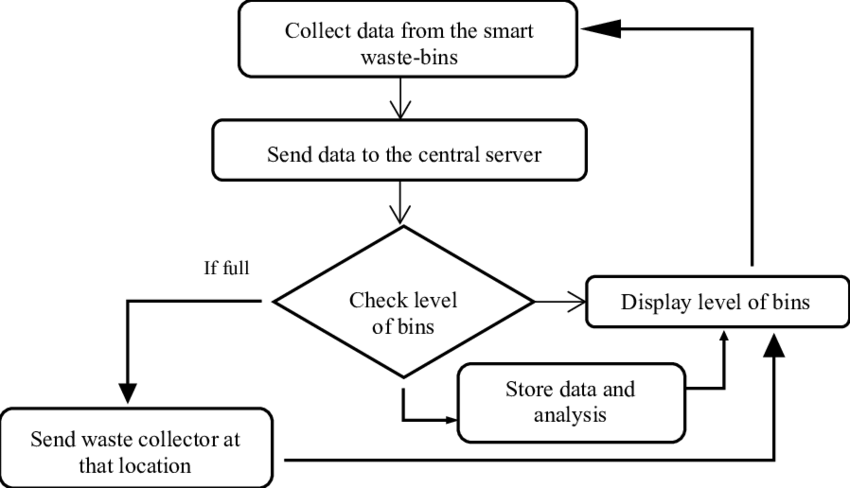 Collect data from the smart
waste-bins
Send data to the central server
If full
Check level
of bins
Display level of bins
Store data and
analysis
Send waste collector at
that location